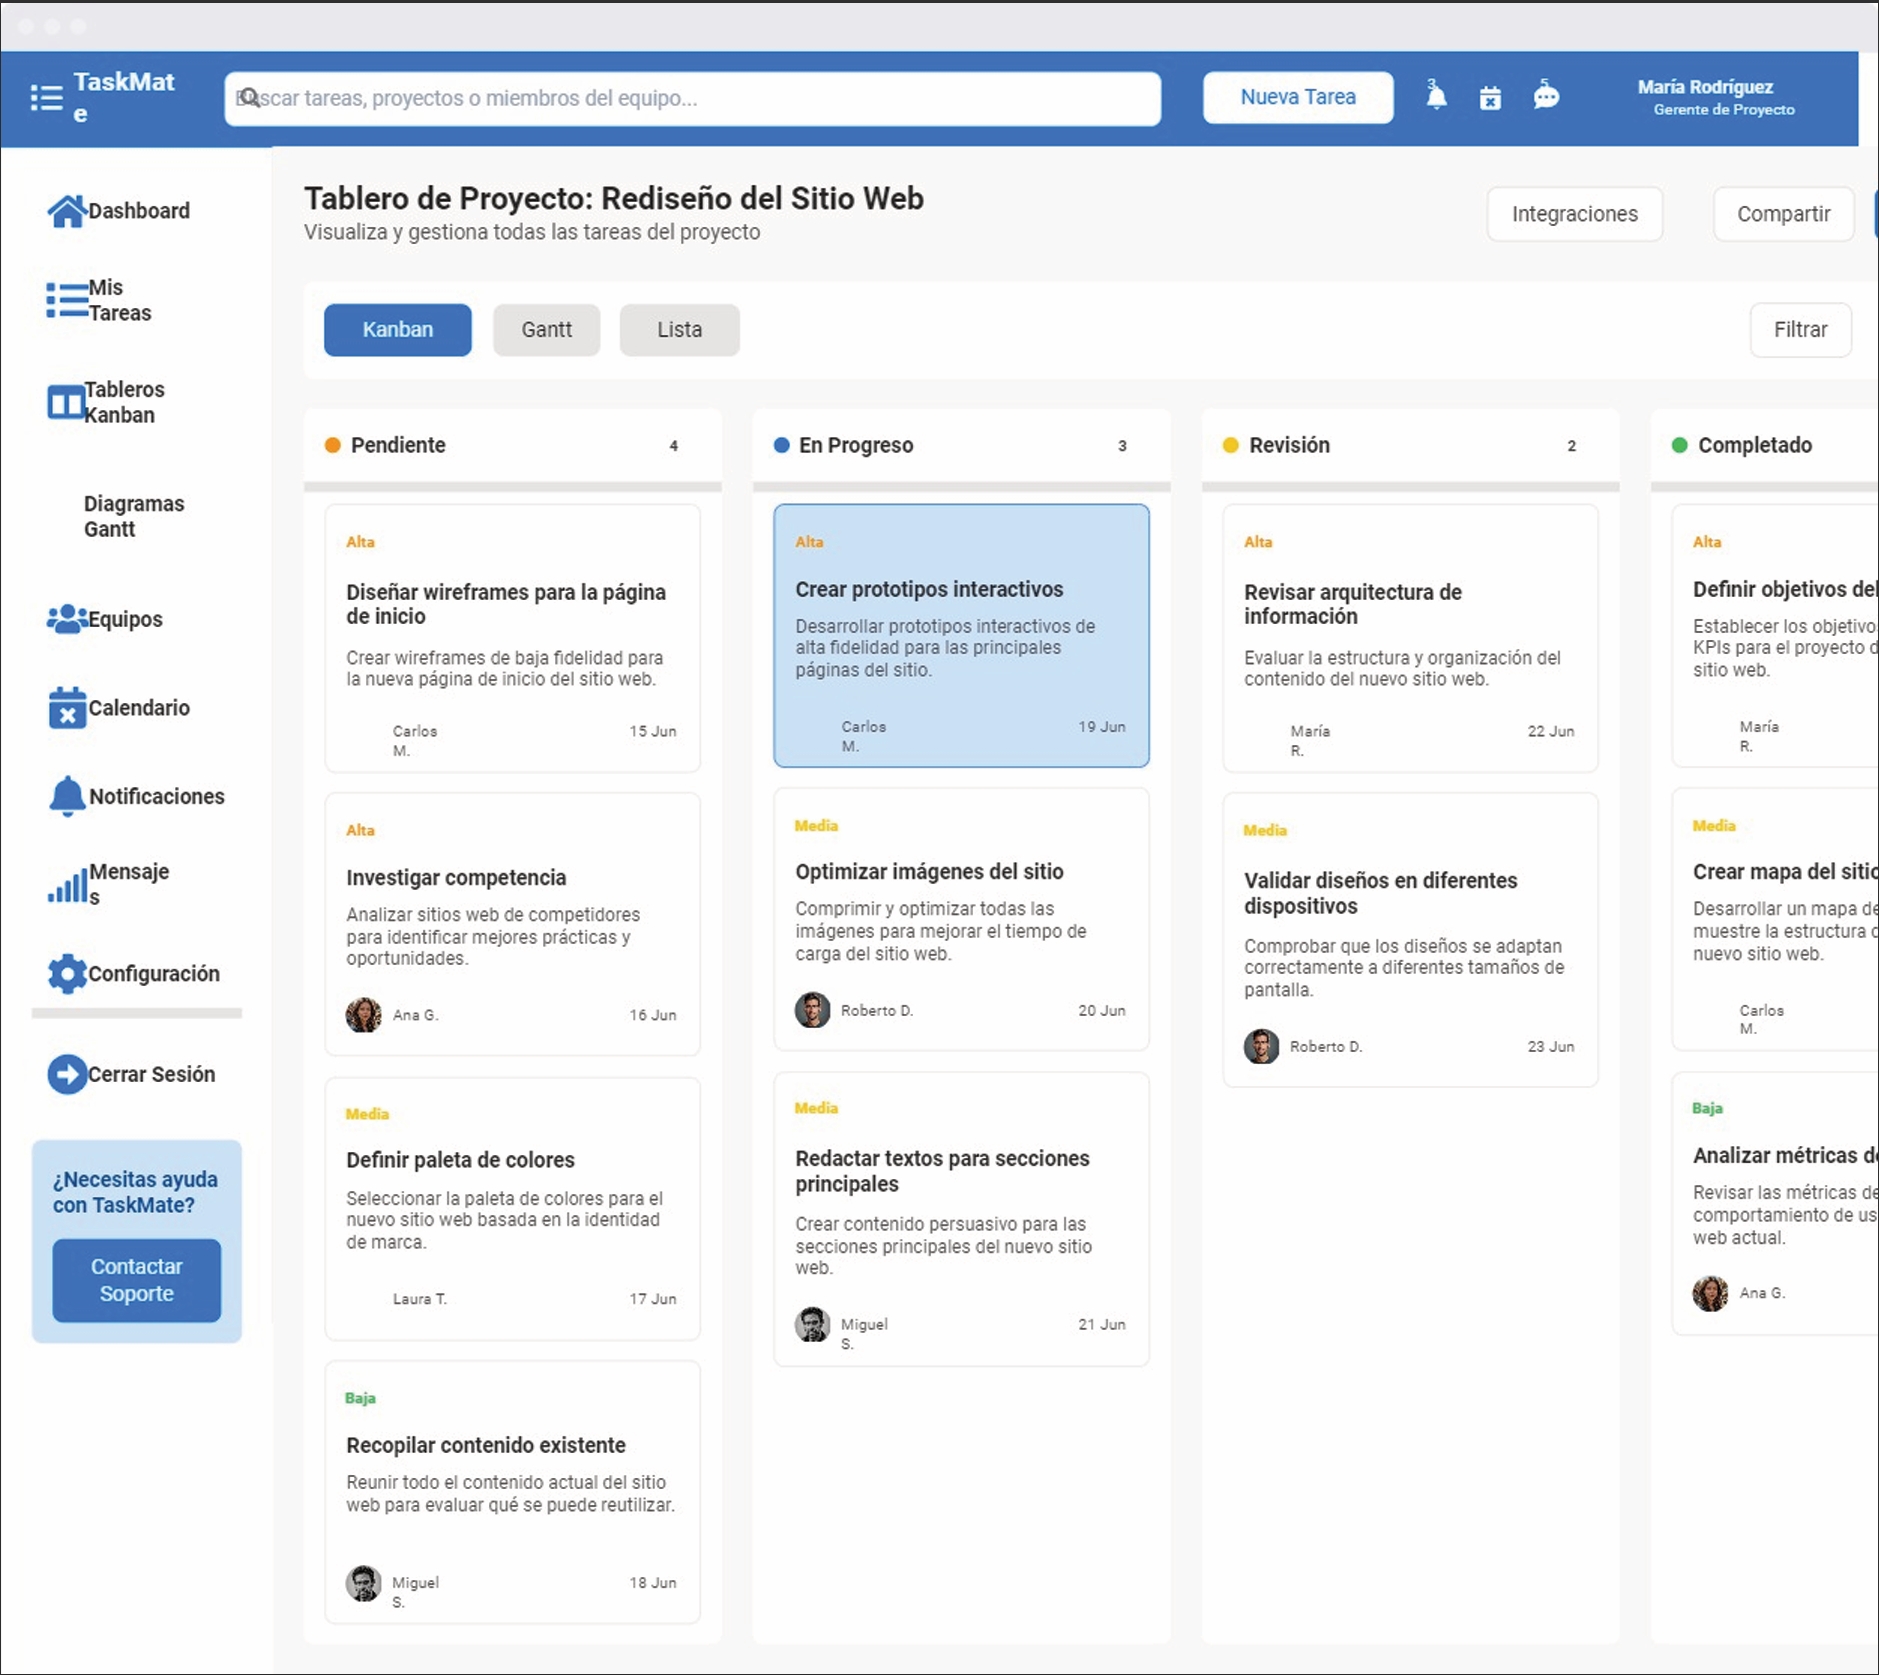 TaskMat
e
Buscar tareas, proyectos o miembros del equipo...
Nueva Tarea
3
5
María Rodríguez
Gerente de Proyecto
Dashboard
Mis
Tareas
Tableros
Kanban
Diagramas
Gantt
Equipos
Calendario
Notificaciones
Mensaje
s
Configuración
Cerrar Sesión
¿Necesitas ayuda
con TaskMate?
Contactar
Soporte
Tablero de Proyecto: Rediseño del Sitio Web
Visualiza y gestiona todas las tareas del proyecto
Integraciones
Compartir
Kanban
Gantt
Lista
Filtrar
Pendiente
4
Alta
Diseñar wireframes para la página
de inicio
Crear wireframes de baja fidelidad para
la nueva página de inicio del sitio web.
Carlos
M.
15 Jun
Alta
Investigar competencia
Analizar sitios web de competidores
para identificar mejores prácticas y
oportunidades.
Ana G.
16 Jun
Media
Definir paleta de colores
Seleccionar la paleta de colores para el
nuevo sitio web basada en la identidad
de marca.
Laura T.
17 Jun
Baja
Recopilar contenido existente
Reunir todo el contenido actual del sitio
web para evaluar qué se puede reutilizar.
Miguel
S.
18 Jun
En Progreso
3
Alta
Crear prototipos interactivos
Desarrollar prototipos interactivos de
alta fidelidad para las principales
páginas del sitio.
Carlos
M.
19 Jun
Media
Optimizar imágenes del sitio
Comprimir y optimizar todas las
imágenes para mejorar el tiempo de
carga del sitio web.
Roberto D.
20 Jun
Media
Redactar textos para secciones
principales
Crear contenido persuasivo para las
secciones principales del nuevo sitio
web.
Miguel
S.
21 Jun
Revisión
2
Alta
Revisar arquitectura de
información
Evaluar la estructura y organización del
contenido del nuevo sitio web.
María
R.
22 Jun
Media
Validar diseños en diferentes
dispositivos
Comprobar que los diseños se adaptan
correctamente a diferentes tamaños de
pantalla.
Roberto D.
23 Jun
Completado
Alta
Definir objetivos del
Establecer los objetivos
KPIs para el proyecto d
sitio web.
María
R.
Media
Crear mapa del sitio
Desarrollar un mapa de
muestre la estructura
nuevo sitio web.
Carlos
M.
Baja
Analizar métricas de
Revisar las métricas de
comportamiento de us
web actual.
Ana G.